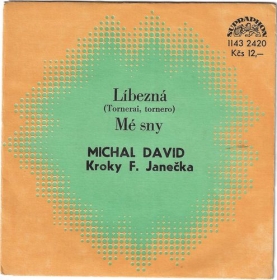 SUPRAPHON
1143 2420
Kčs 12,–
Líbezná
(Tornerai, tornero)
Mé sny
MICHAL DAVID
Kroky F. Janečka